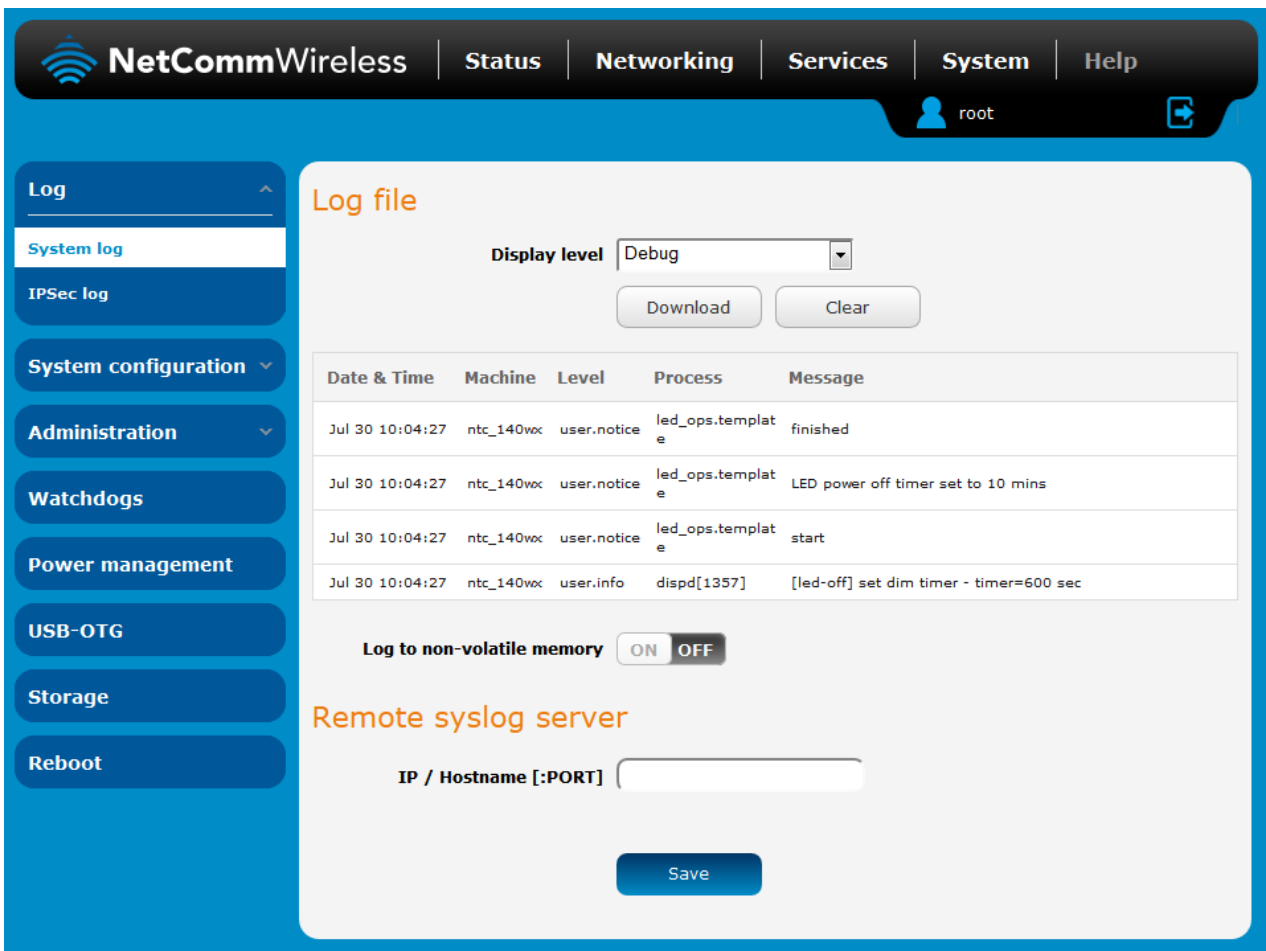 NetCommWireless Status Networking Services System Help
root
Log
System log
IPSec log
System configuration
Administration
Watchdogs
Power management
USB-OTG
Storage
Reboot
Log file
Display level Debug
Download Clear
Date & Time Machine Level Process Message
Jul 30 10:04:27 ntc_140wx user.notice led_ops.templat finished
e
Jul 30 10:04:27 ntc_140wx user.notice led_ops.templat LED power off timer set to 10 mins
e
Jul 30 10:04:27 ntc_140wx user.notice led_ops.templat start
e
Jul 30 10:04:27 ntc_140wx user.info dispd[1357] [led-off] set dim timer - timer=600 sec
Log to non-volatile memory ON OFF
Remote syslog server
IP / Hostname [:PORT]
Save